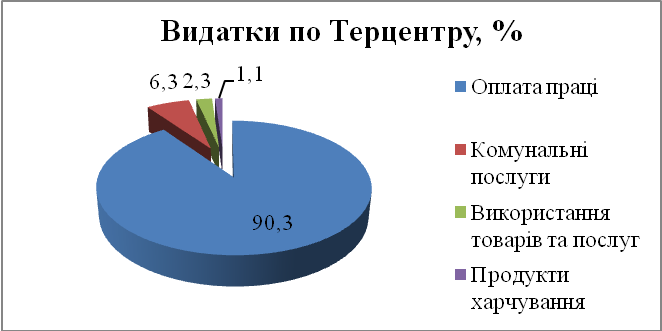 Видатки по Терцентру, %
6,3
2,3
1,1
90,3
Оплата праці
Комунальні
послуги
Використання
товарів та послуг
Продукти
харчування